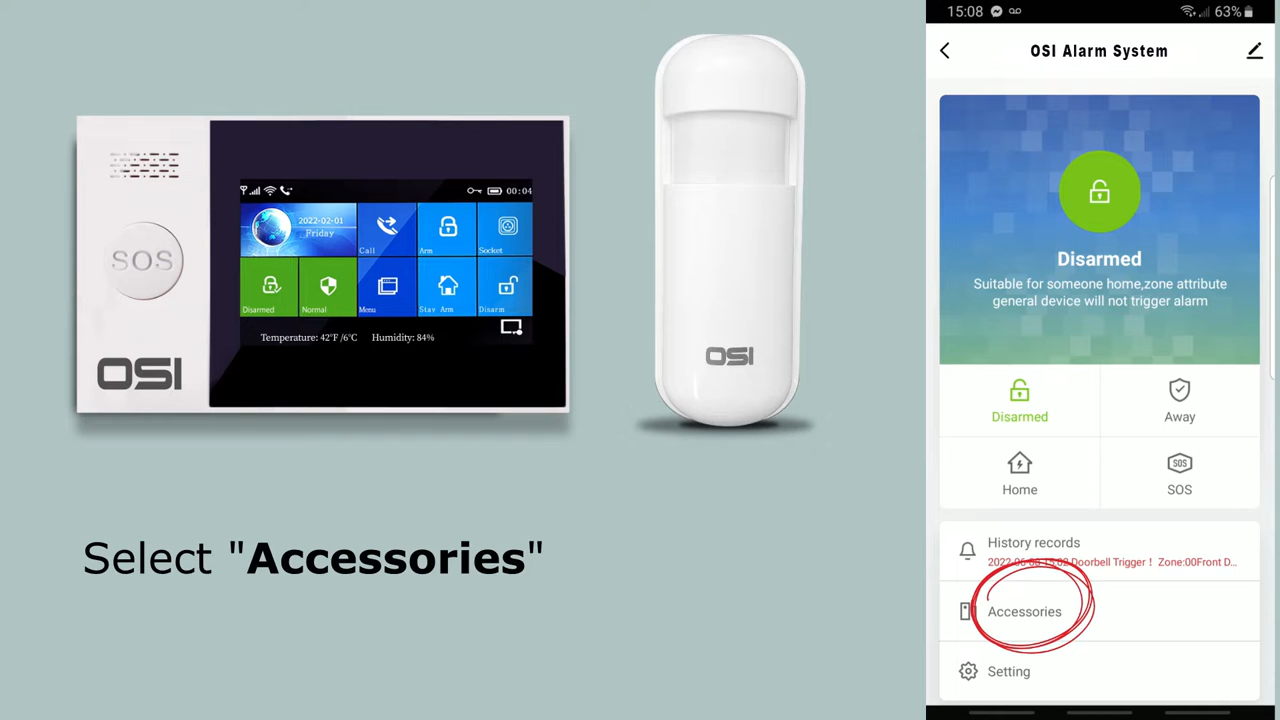 SOS
OSI
00:04
2022-02-01
Friday
Call
Arm
Socket
Disarmed
Normal
Menu
Stay Arm
Disarm
Temperature: 42°F /6°C Humidity: 84%
OSI
Select "Accessories"
15:08 63%
OSI Alarm System
Disarmed
Suitable for someone home,zone attribute
general device will not trigger alarm
Disarmed
Away
Home
SOS
SOS
History records
Doorbell Trigger！ Zone:00Front D...
Accessories
Setting